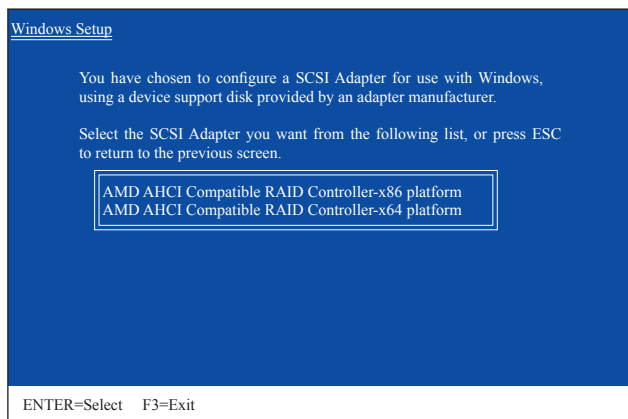 Windows Setup
You have chosen to configure a SCSI Adapter for use with Windows,
using a device support disk provided by an adapter manufacturer.
Select the SCSI Adapter you want from the following list, or press ESC
to return to the previous screen.
AMD AHCI Compatible RAID Controller-x86 platform
AMD AHCI Compatible RAID Controller-x64 platform
ENTER=Select F3=Exit